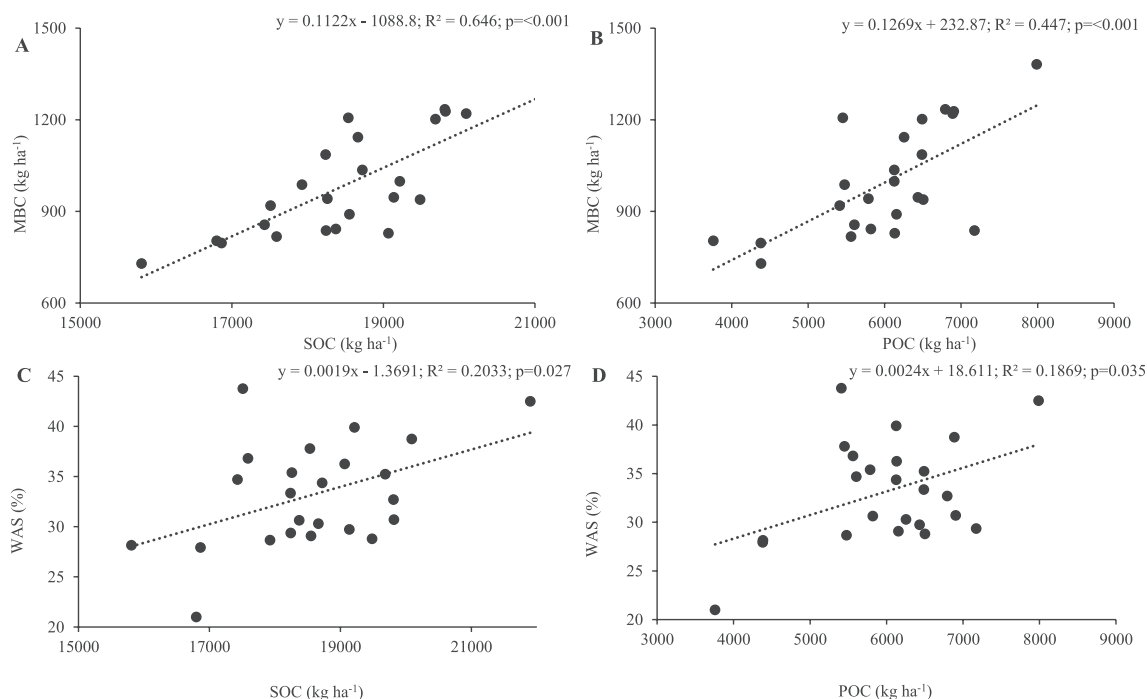 y = 0.1122x - 1088.8; R² = 0.646; p=<0.001
A
1500
1200
900
600
MBC (kg ha⁻¹)
15000 17000 19000 21000
SOC (kg ha⁻¹)
y = 0.1269x + 232.87; R² = 0.447; p=<0.001
B
1500
1200
900
600
MBC (kg ha⁻¹)
3000 4000 5000 6000 7000 8000 9000
POC (kg ha⁻¹)
y = 0.0019x - 1.3691; R² = 0.2033; p=0.027
C
45
40
35
30
25
20
WAS (%)
15000 17000 19000 21000
SOC (kg ha⁻¹)
y = 0.0024x + 18.611; R² = 0.1869; p=0.035
D
45
40
35
30
25
20
WAS (%)
3000 4000 5000 6000 7000 8000 9000
POC (kg ha⁻¹)